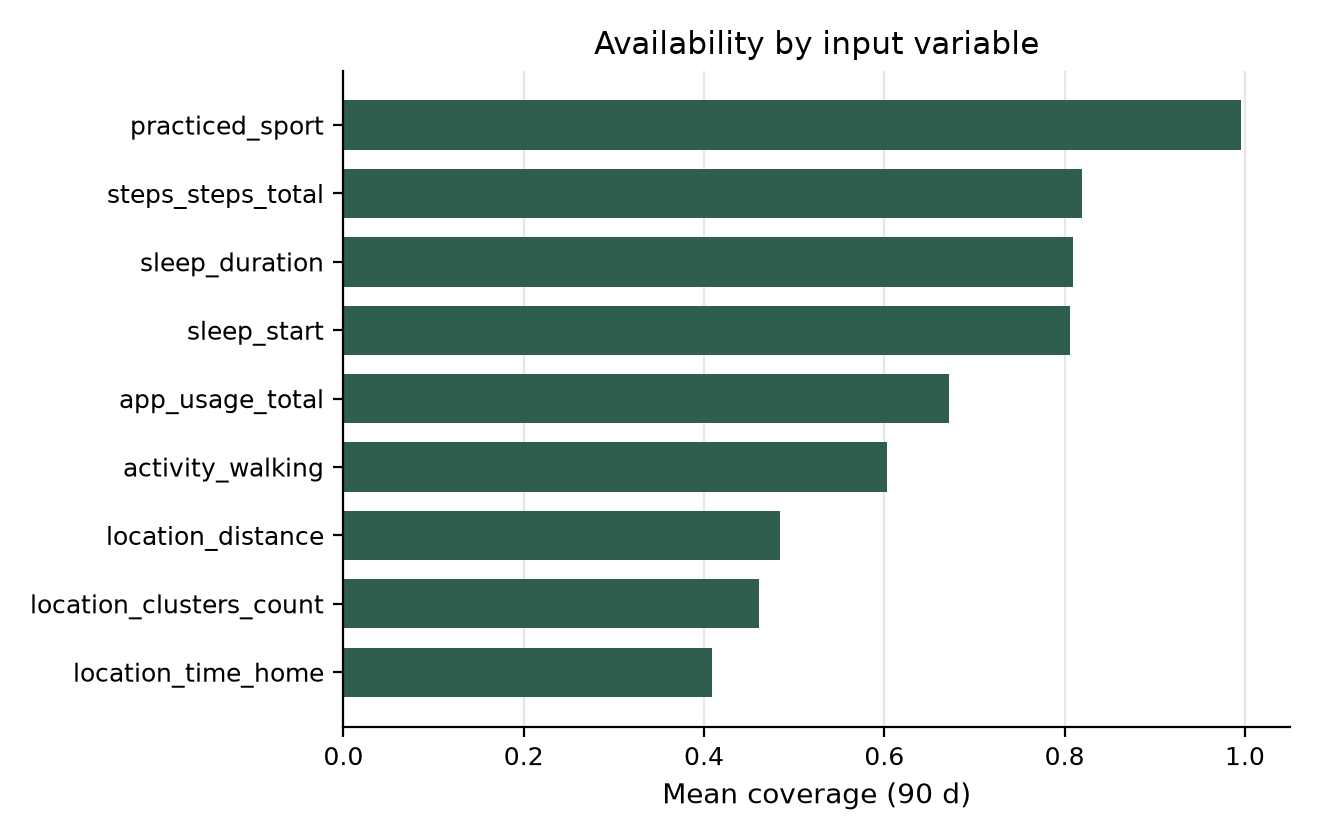 Availability by input variable
practiced_sport
steps_steps_total
sleep_duration
sleep_start
app_usage_total
activity_walking
location_distance
location_clusters_count
location_time_home
0.0 0.2 0.4 0.6 0.8 1.0
Mean coverage (90 d)